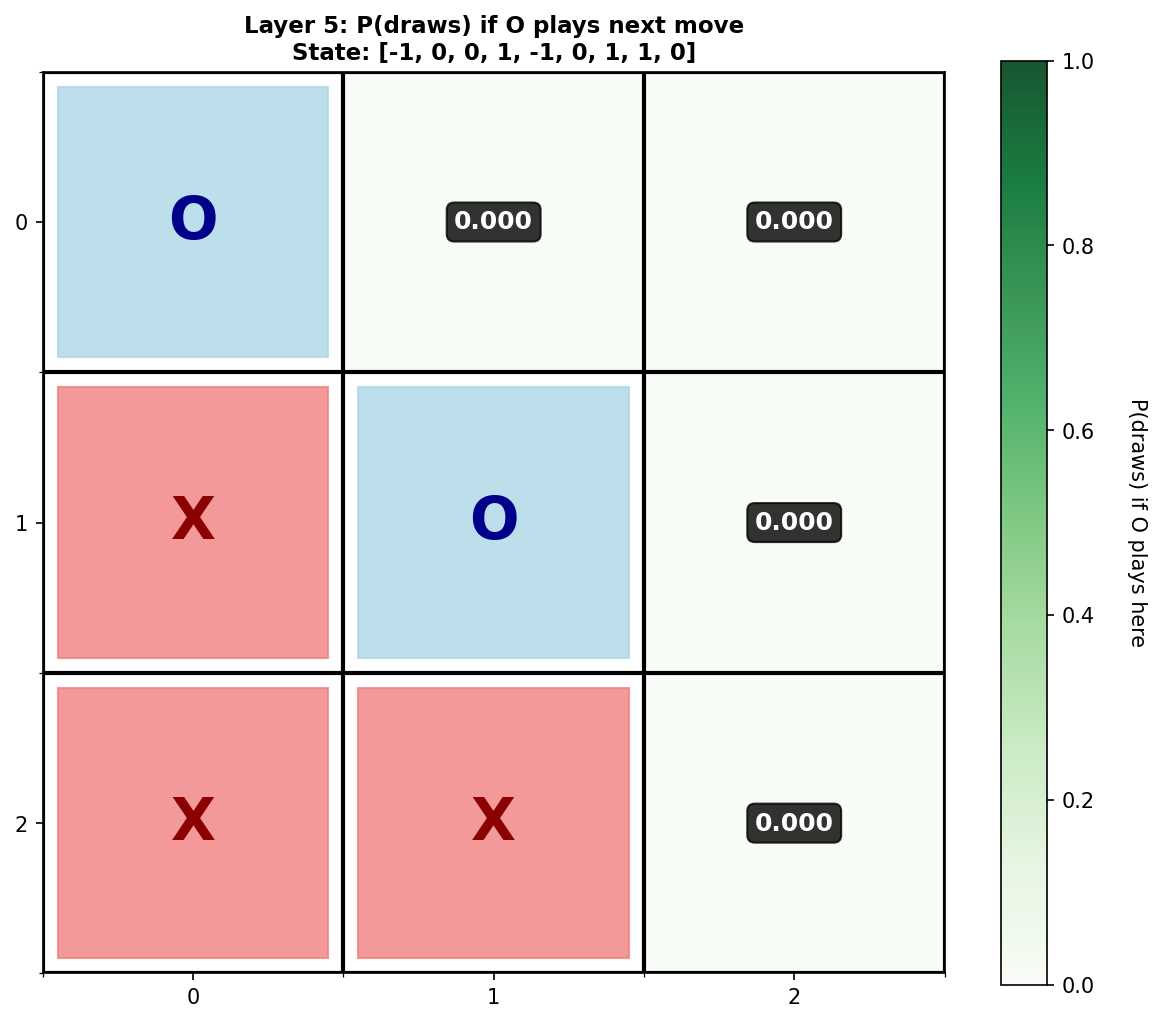 Layer 5: P(draws) if O plays next move
State: [-1, 0, 0, 1, -1, 0, 1, 1, 0]
O
0.000
0.000
X
O
0.000
X
X
0.000
0
1
2
0
1
2
1.0
0.8
0.6
0.4
0.2
0.0
P(draws) if O plays here